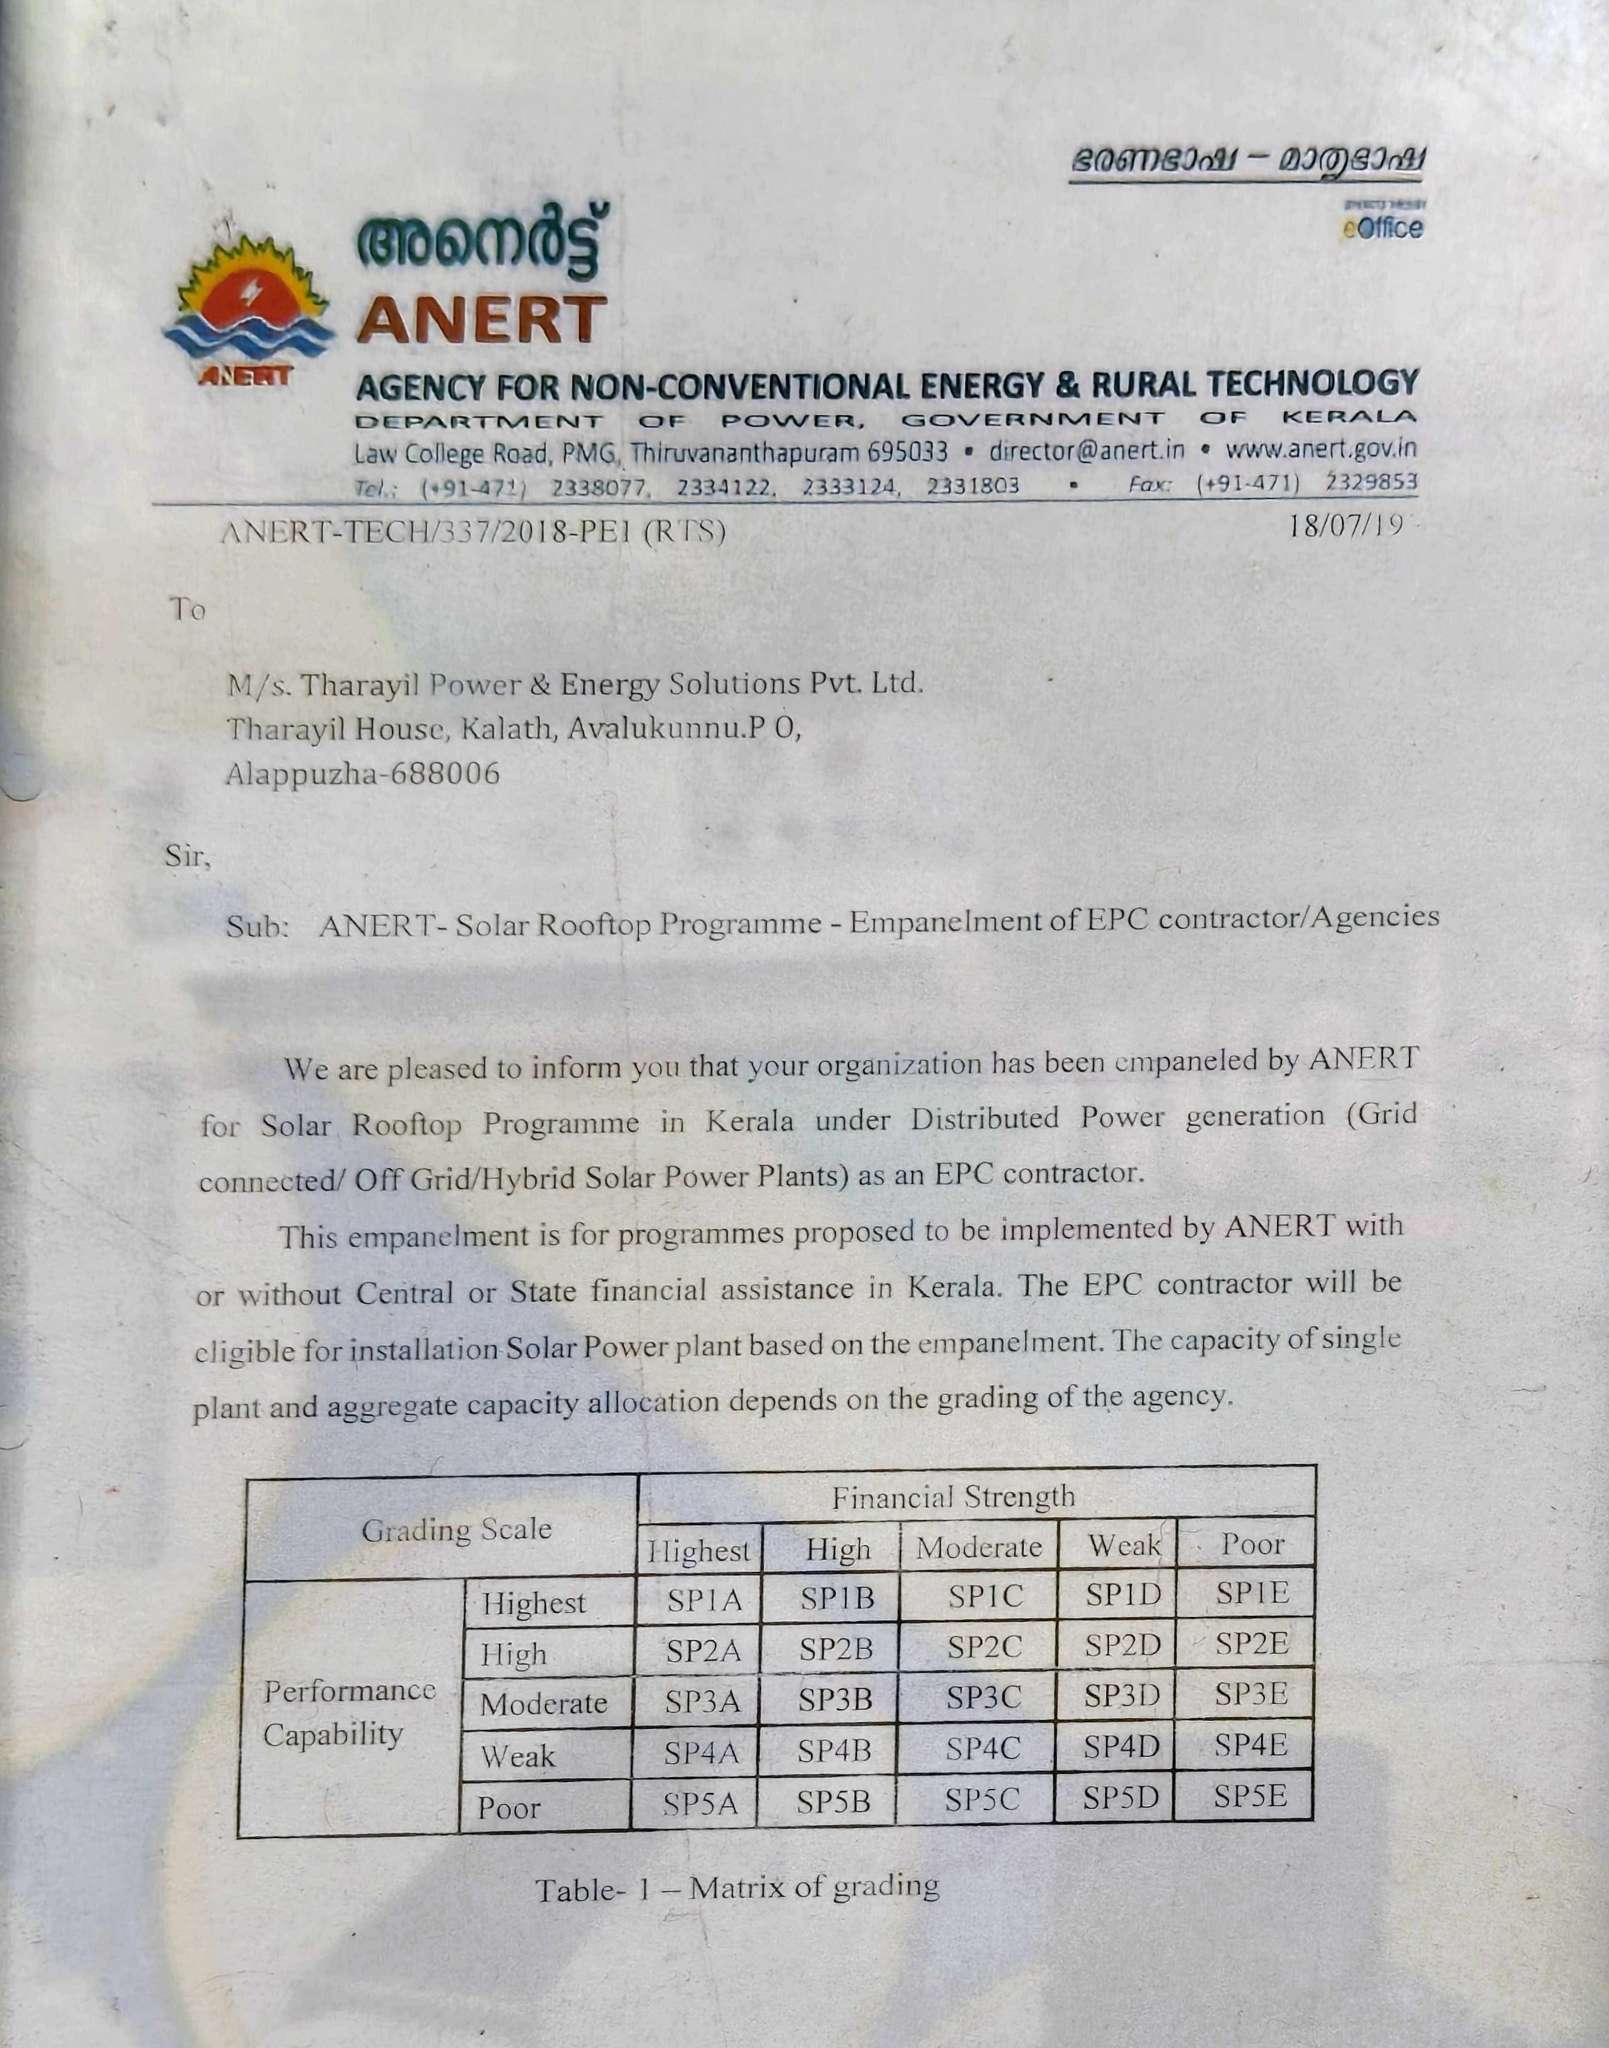 ഭരണഭാഷ – മാതൃഭാഷ
eOffice
അനെർട്ട്
ANERT
ANERT
AGENCY FOR NON-CONVENTIONAL ENERGY & RURAL TECHNOLOGY
DEPARTMENT OF POWER, GOVERNMENT OF KERALA
Law College Road, PMG, Thiruvananthapuram 695033 • director@anert.in • www.anert.gov.in
Tel.: (+91-471) 2338077, 2334122, 2333124, 2331803 • Fax: (+91-471) 2329853
ANERT-TECH/337/2018-PE1 (RTS) 18/07/19
To
M/s. Tharayil Power & Energy Solutions Pvt. Ltd.
Tharayil House, Kalath, Avalukunnu.P O,
Alappuzha-688006
Sir,
Sub: ANERT- Solar Rooftop Programme - Empanelment of EPC contractor/Agencies
We are pleased to inform you that your organization has been empaneled by ANERT
for Solar Rooftop Programme in Kerala under Distributed Power generation (Grid
connected/ Off Grid/Hybrid Solar Power Plants) as an EPC contractor.
This empanelment is for programmes proposed to be implemented by ANERT with
or without Central or State financial assistance in Kerala. The EPC contractor will be
eligible for installation Solar Power plant based on the empanelment. The capacity of single
plant and aggregate capacity allocation depends on the grading of the agency.
Grading Scale Financial Strength
Highest High Moderate Weak Poor
Performance Capability
Highest SP1A SP1B SP1C SP1D SP1E
High SP2A SP2B SP2C SP2D SP2E
Moderate SP3A SP3B SP3C SP3D SP3E
Weak SP4A SP4B SP4C SP4D SP4E
Poor SP5A SP5B SP5C SP5D SP5E
Table- 1 – Matrix of grading